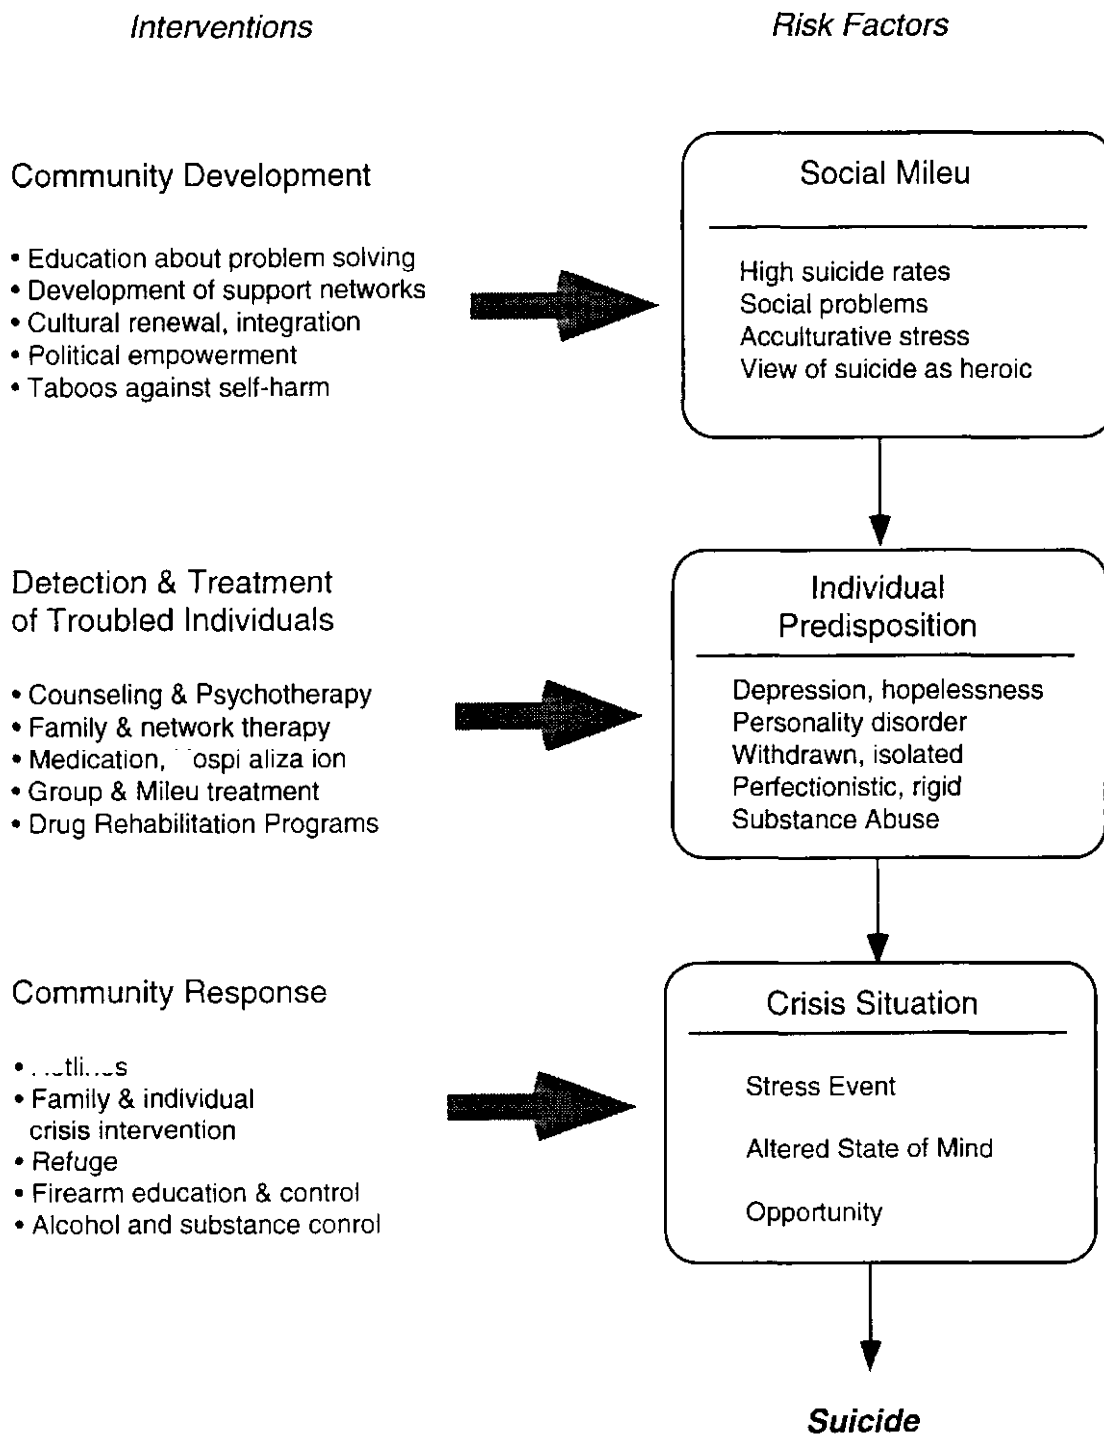 Interventions
Risk Factors
Community Development
• Education about problem solving
• Development of support networks
• Cultural renewal, integration
• Political empowerment
• Taboos against self-harm
Social Mileu
High suicide rates
Social problems
Acculturative stress
View of suicide as heroic
Detection & Treatment
of Troubled Individuals
• Counseling & Psychotherapy
• Family & network therapy
• Medication,
• Group & Mileu treatment
• Drug Rehabilitation Programs
Individual
Predisposition
Depression, hopelessness
Personality disorder
Withdrawn, isolated
Perfectionistic, rigid
Substance Abuse
Community Response
•
• Family & individual
crisis intervention
• Refuge
• Firearm education & control
• Alcohol and substance conrol
Crisis Situation
Stress Event
Altered State of Mind
Opportunity
Suicide